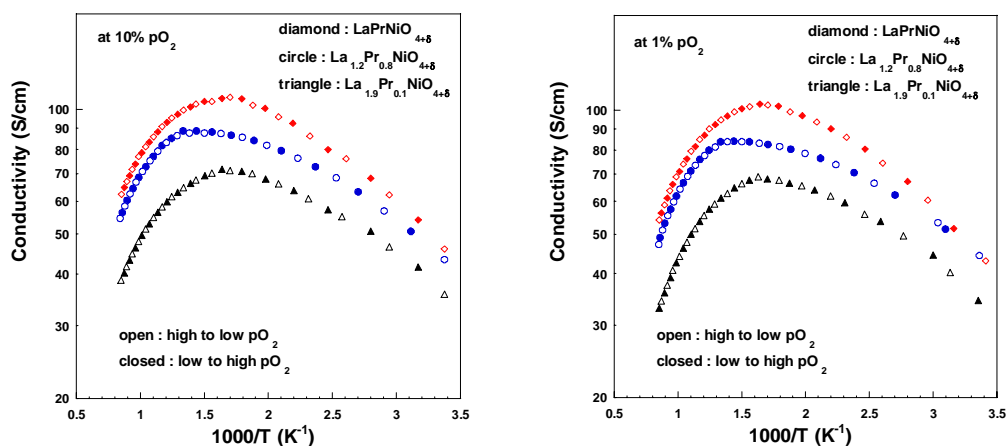 at 10% pO2
diamond : LaPrNiO4+δ
circle : La1.2Pr0.8NiO4+δ
triangle : La1.9Pr0.1NiO4+δ
Conductivity (S/cm)
100
90
80
70
60
50
40
30
20
open : high to low pO2
closed : low to high pO2
0.5 1 1.5 2 2.5 3 3.5
1000/T (K-1)
at 1% pO2
diamond : LaPrNiO4+δ
circle : La1.2Pr0.8NiO4+δ
triangle : La1.9Pr0.1NiO4+δ
Conductivity (S/cm)
100
90
80
70
60
50
40
30
20
open : high to low pO2
closed : low to high pO2
0.5 1 1.5 2 2.5 3 3.5
1000/T (K-1)